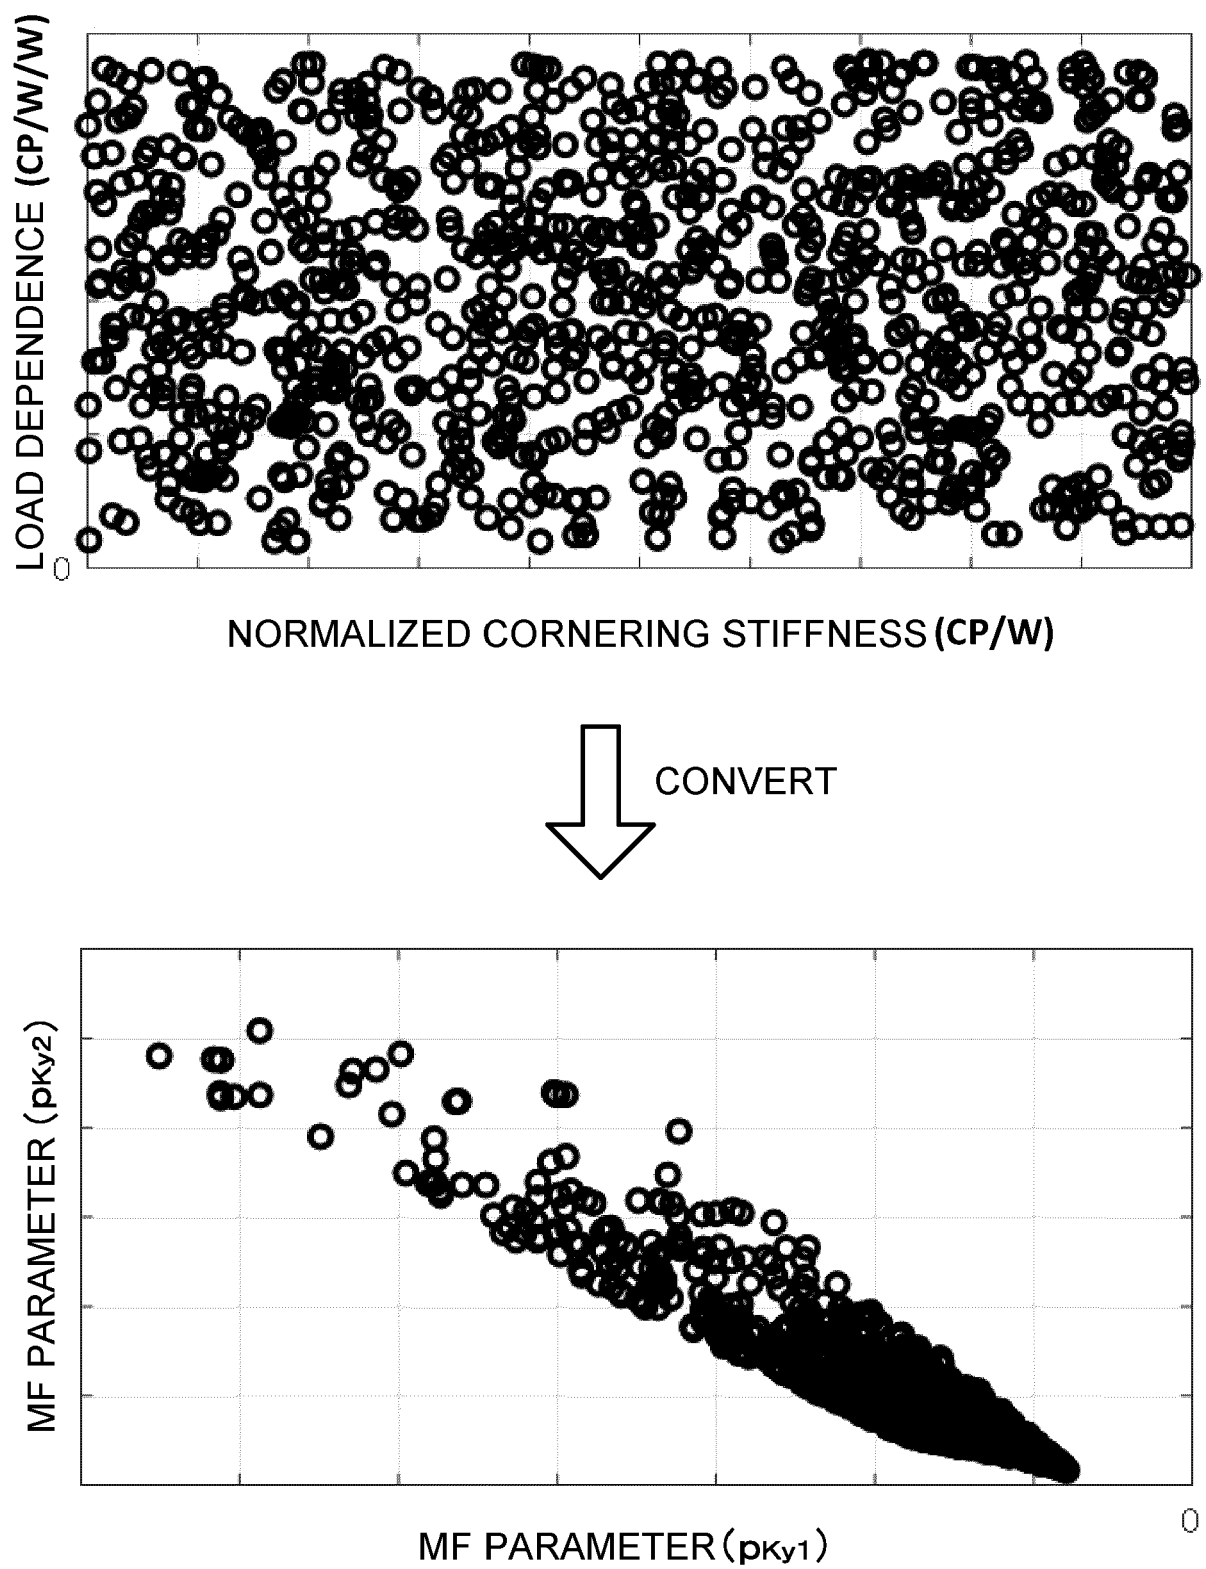 LOAD DEPENDENCE (CP/W/W)
0
NORMALIZED CORNERING STIFFNESS (CP/W)
CONVERT
MF PARAMETER (pKy2)
0
MF PARAMETER (pKy1)